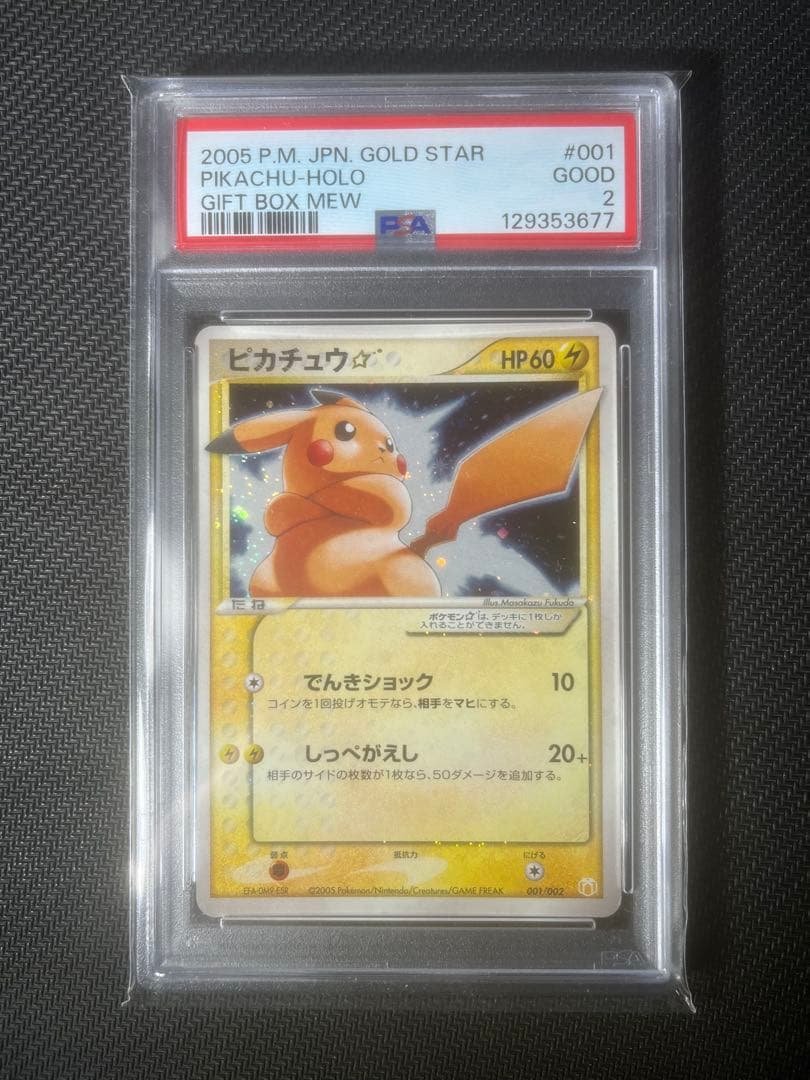 2005 P.M. JPN. GOLD STAR #001
PIKACHU-HOLO GOOD
GIFT BOX MEW 2
PSA 129353677
ピカチュウ☆ HP60
たね
Illus.Masakazu Fukuda
ポケモン☆は、デッキに1枚しか
入れることができません。
でんきショック 10
コインを1回投げオモテなら、相手をマヒにする。
しっぺがえし 20+
相手のサイドの枚数が1枚なら、50ダメージを追加する。
弱点 抵抗力 にげる
EFA-0M9-ESR ©2005 Pokémon/Nintendo/Creatures/GAME FREAK 001/002
PSA